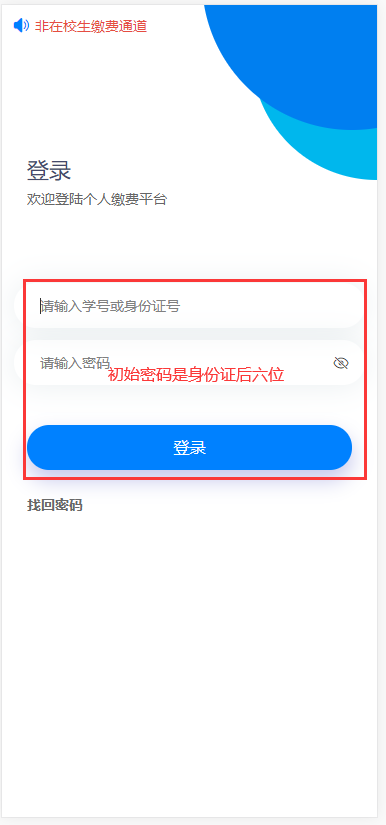 非在校生缴费通道
登录
欢迎登陆个人缴费平台
请输入学号或身份证号
请输入密码
初始密码是身份证后六位
登录
找回密码